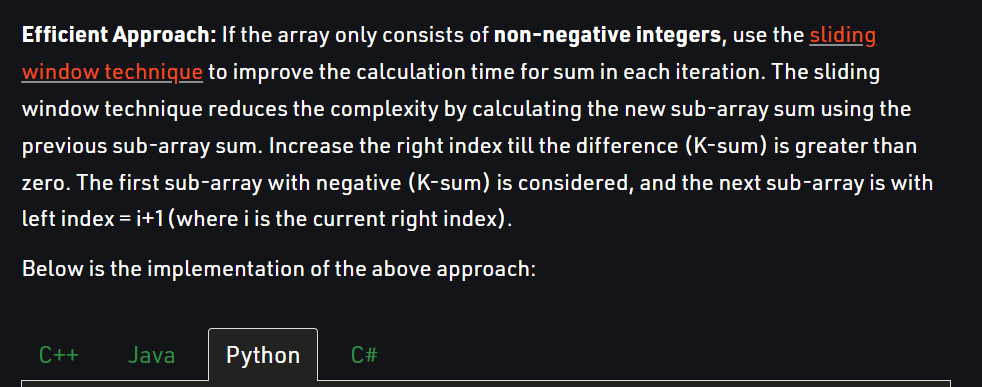 Efficient Approach: If the array only consists of non-negative integers, use the sliding
window technique to improve the calculation time for sum in each iteration. The sliding
window technique reduces the complexity by calculating the new sub-array sum using the
previous sub-array sum. Increase the right index till the difference (K-sum) is greater than
zero. The first sub-array with negative (K-sum) is considered, and the next sub-array is with
left index = i+1 (where i is the current right index).
Below is the implementation of the above approach:
C++ Java Python C#